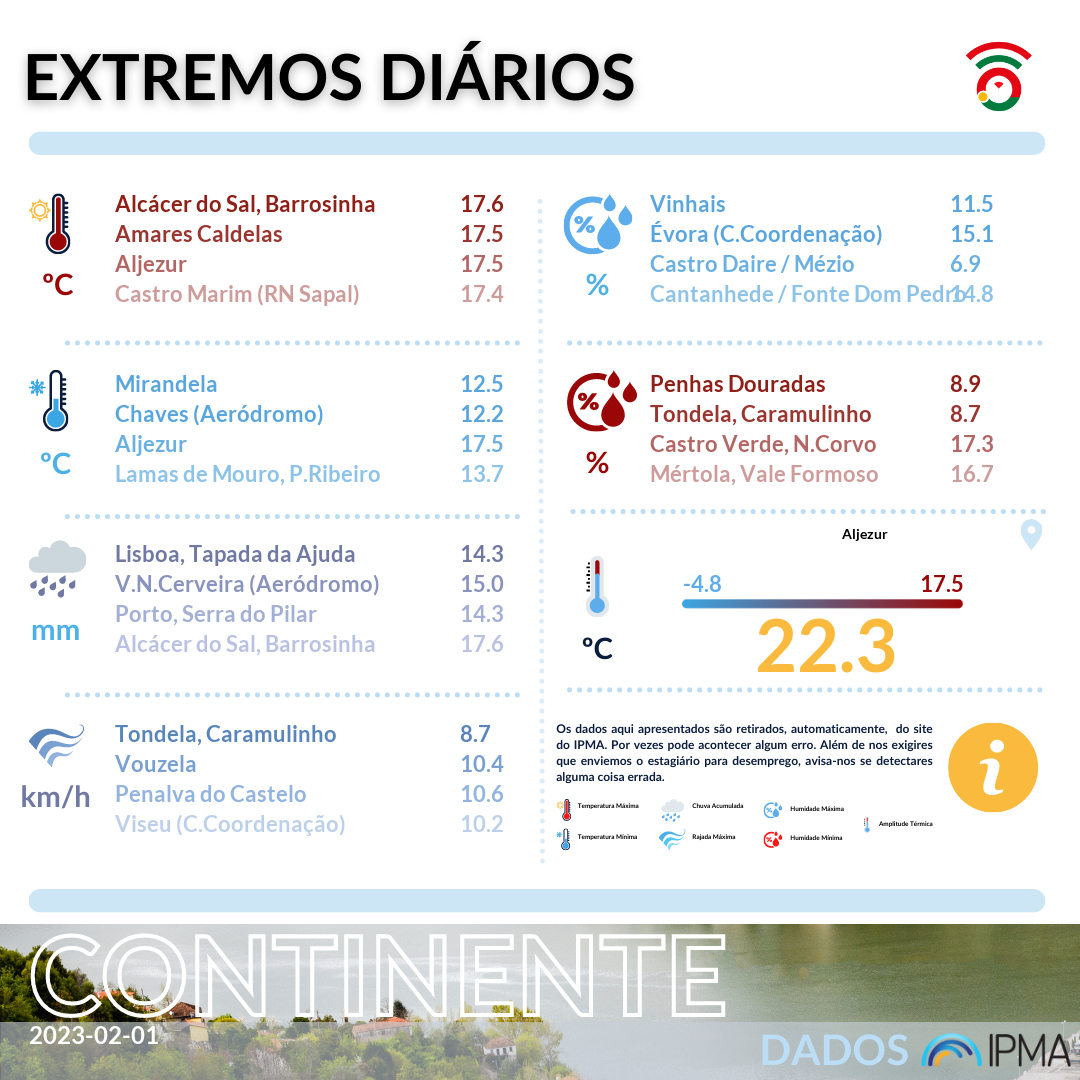 EXTREMOS DIÁRIOS
Alcácer do Sal, Barrosinha 17.6
Amares Caldelas 17.5
Aljezur 17.5
Castro Marim (RN Sapal) 17.4
ºC
Mirandela 12.5
Chaves (Aeródromo) 12.2
Aljezur 17.5
Lamas de Mouro, P.Ribeiro 13.7
ºC
Lisboa, Tapada da Ajuda 14.3
V.N.Cerveira (Aeródromo) 15.0
Porto, Serra do Pilar 14.3
Alcácer do Sal, Barrosinha 17.6
mm
Tondela, Caramulinho 8.7
Vouzela 10.4
Penalva do Castelo 10.6
Viseu (C.Coordenação) 10.2
km/h
%
Vinhais 11.5
Évora (C.Coordenação) 15.1
Castro Daire / Mézio 6.9
Cantanhede / Fonte Dom Pedro 14.8
%
%
Penhas Douradas 8.9
Tondela, Caramulinho 8.7
Castro Verde, N.Corvo 17.3
Mértola, Vale Formoso 16.7
%
Aljezur
-4.8 17.5
22.3
ºC
Os dados aqui apresentados são retirados, automaticamente, do site
do IPMA. Por vezes pode acontecer algum erro. Além de nos exigires
que enviemos o estagiário para desemprego, avisa-nos se detectares
alguma coisa errada.
i
Temperatura Máxima Chuva Acumulada Humidade Máxima
Amplitude Térmica
Temperatura Mínima Rajada Máxima Humidade Mínima
CONTINENTE
2023-02-01
DADOS IPMA